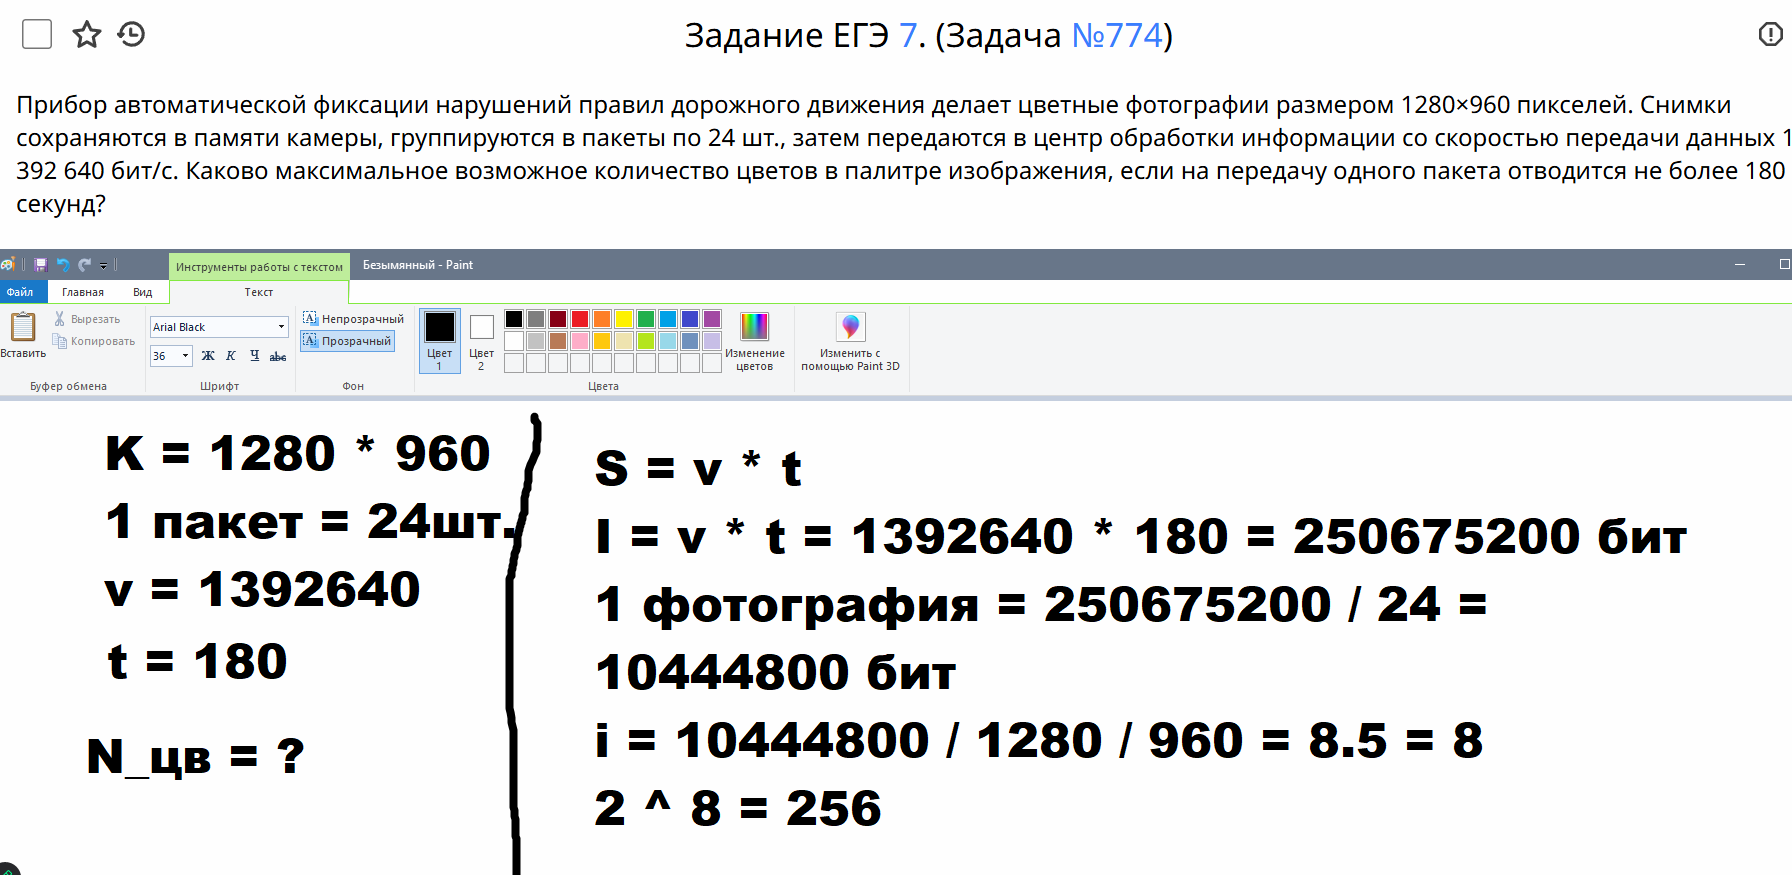 Задание ЕГЭ 7. (Задача №774)
Прибор автоматической фиксации нарушений правил дорожного движения делает цветные фотографии размером 1280×960 пикселей. Снимки
сохраняются в памяти камеры, группируются в пакеты по 24 шт., затем передаются в центр обработки информации со скоростью передачи данных 1
392 640 бит/с. Каково максимальное возможное количество цветов в палитре изображения, если на передачу одного пакета отводится не более 180
секунд?
Инструменты работы с текстом
Безымянный - Paint
Файл
Главная
Вид
Текст
Вставить
Вырезать
Копировать
Буфер обмена
Arial Black
36
Ж К Ч abc
Шрифт
Непрозрачный
Прозрачный
Фон
Цвет
1
Цвет
2
Цвета
Изменение
цветов
Изменить с
помощью Paint 3D
K = 1280 * 960
1 пакет = 24шт.
v = 1392640
t = 180
N_цв = ?
S = v * t
I = v * t = 1392640 * 180 = 250675200 бит
1 фотография = 250675200 / 24 =
10444800 бит
i = 10444800 / 1280 / 960 = 8.5 = 8
2 ^ 8 = 256